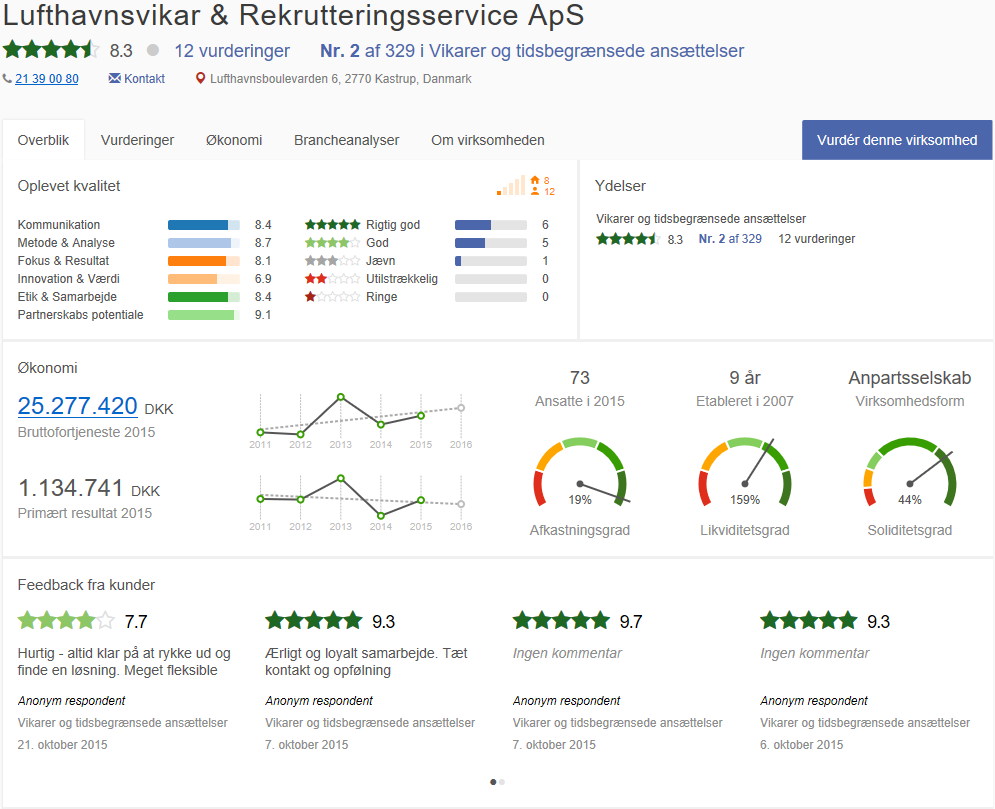 Lufthavnsvikar & Rekrutteringsservice ApS
8.3 12 vurderinger Nr. 2 af 329 i Vikarer og tidsbegrænsede ansættelser
21 39 00 80 Kontakt Lufthavnsboulevarden 6, 2770 Kastrup, Danmark
Overblik Vurderinger Økonomi Brancheanalyser Om virksomheden Vurdér denne virksomhed
Oplevet kvalitet
8
12
Kommunikation 8.4
Metode & Analyse 8.7
Fokus & Resultat 8.1
Innovation & Værdi 6.9
Etik & Samarbejde 8.4
Partnerskabs potentiale 9.1
Rigtig god 6
God 5
Jævn 1
Utilstrækkelig 0
Ringe 0
Ydelser
Vikarer og tidsbegrænsede ansættelser
8.3 Nr. 2 af 329 12 vurderinger
Økonomi
25.277.420 DKK
Bruttofortjeneste 2015
2011 2012 2013 2014 2015 2016
1.134.741 DKK
Primært resultat 2015
2011 2012 2013 2014 2015 2016
73
Ansatte i 2015
9 år
Etableret i 2007
Anpartsselskab
Virksomhedsform
19%
Afkastningsgrad
159%
Likviditetsgrad
44%
Soliditetsgrad
Feedback fra kunder
7.7
Hurtig - altid klar på at rykke ud og
finde en løsning. Meget fleksible
Anonym respondent
Vikarer og tidsbegrænsede ansættelser
21. oktober 2015
9.3
Ærligt og loyalt samarbejde. Tæt
kontakt og opfølning
Anonym respondent
Vikarer og tidsbegrænsede ansættelser
7. oktober 2015
9.7
Ingen kommentar
Anonym respondent
Vikarer og tidsbegrænsede ansættelser
7. oktober 2015
9.3
Ingen kommentar
Anonym respondent
Vikarer og tidsbegrænsede ansættelser
6. oktober 2015